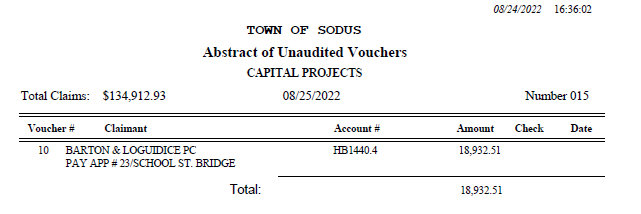 08/24/2022 16:36:02
TOWN OF SODUS
Abstract of Unaudited Vouchers
CAPITAL PROJECTS
Total Claims: $134,912.93 08/25/2022 Number 015
Voucher # Claimant Account # Amount Check Date
10 BARTON & LOGUIDICE PC HB1440.4 18,932.51
PAY APP # 23/SCHOOL ST. BRIDGE
Total: 18,932.51